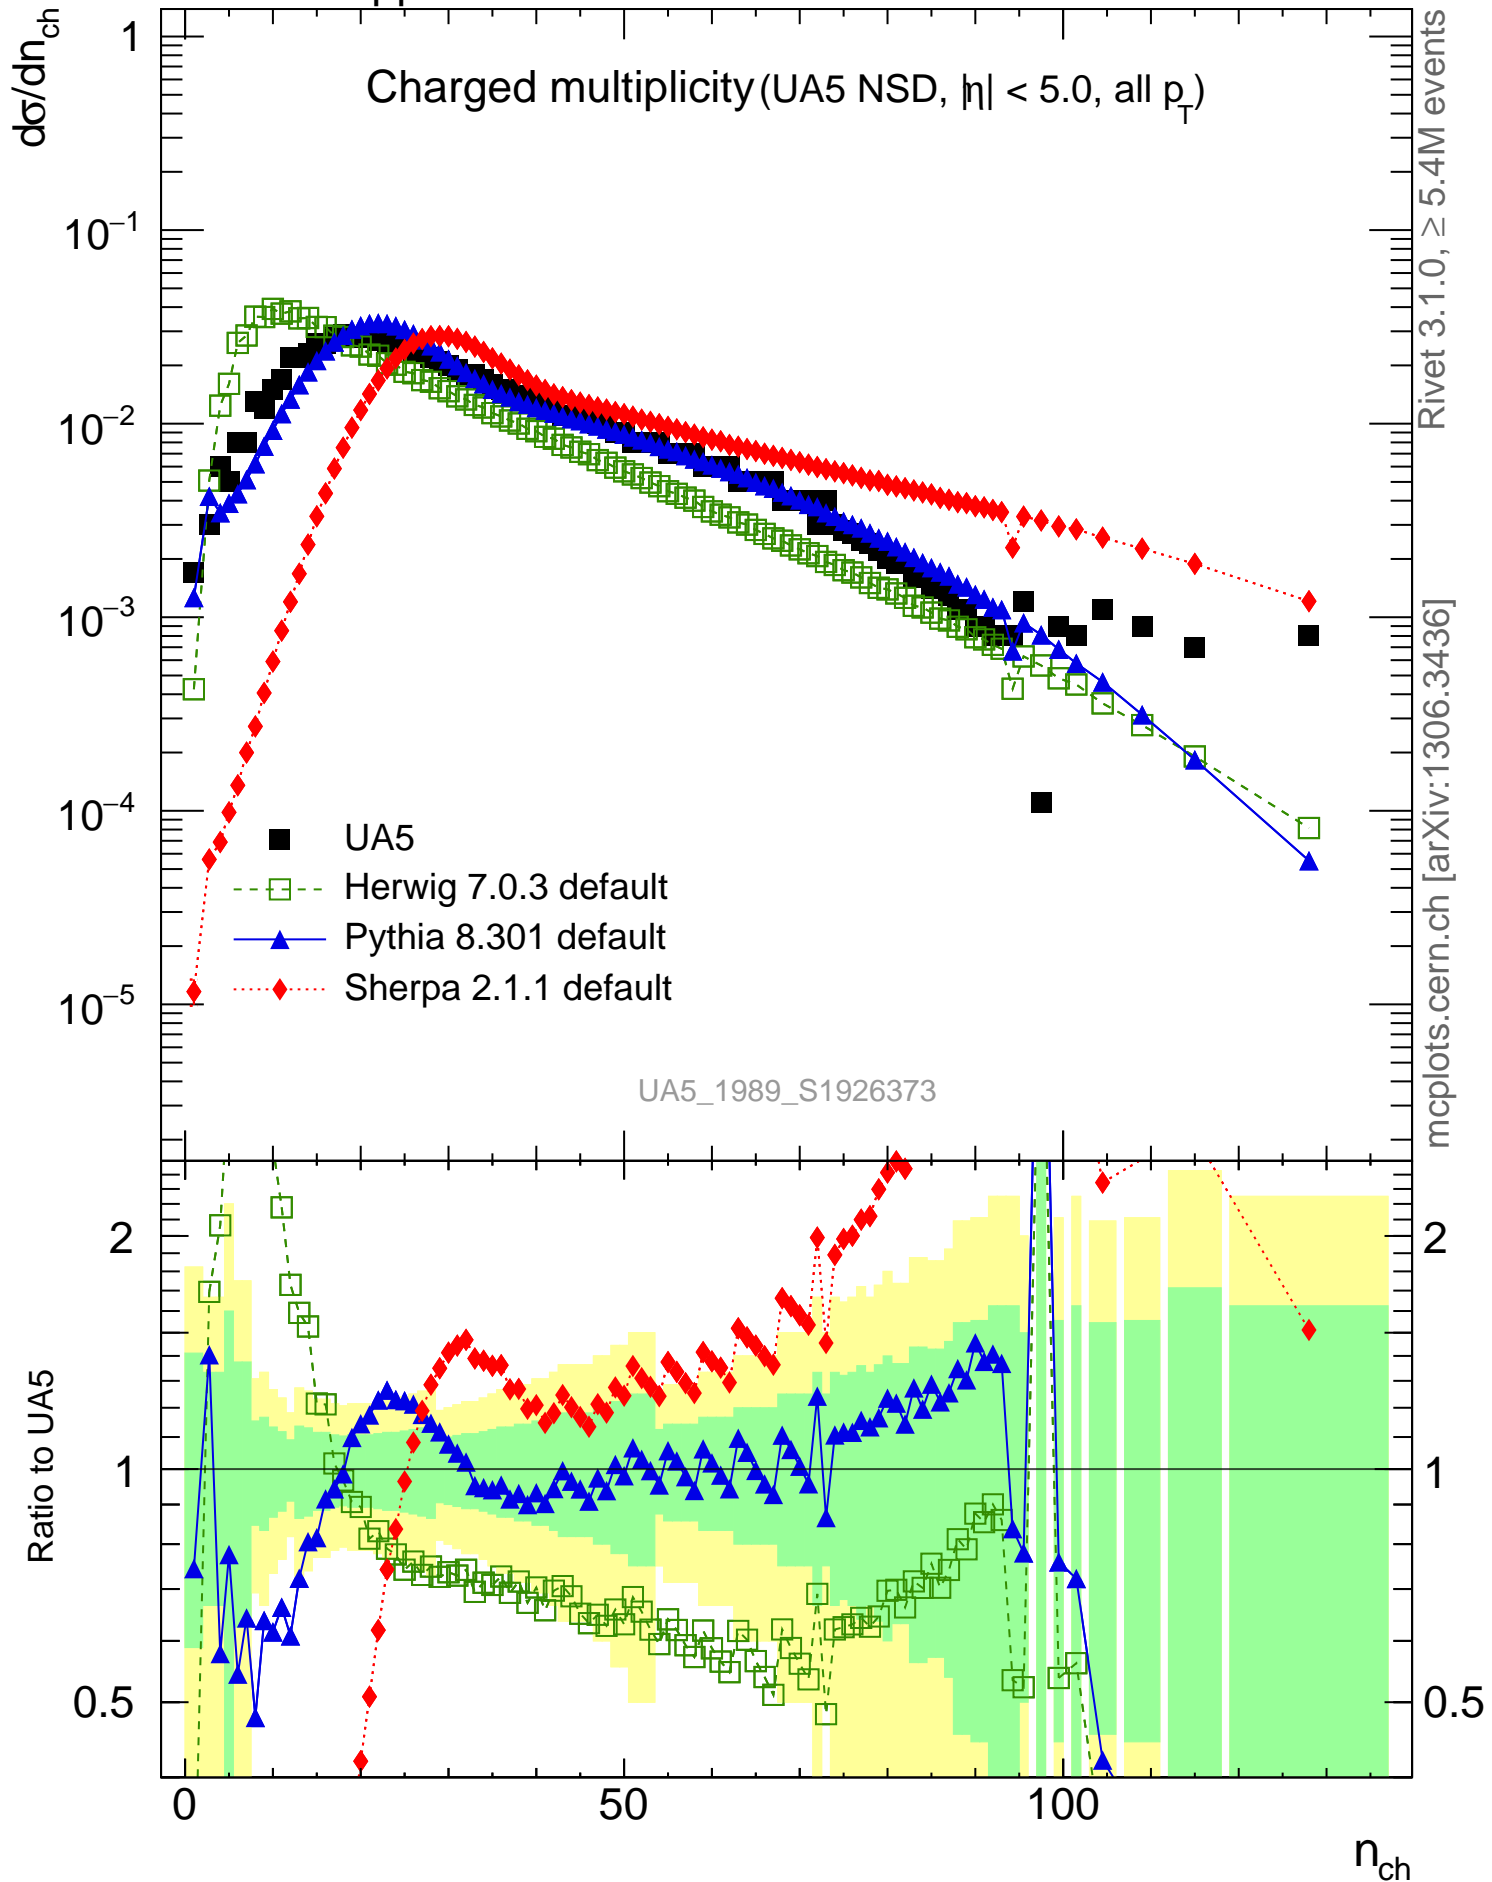 pp
dσ/dn_ch
Charged multiplicity (UA5 NSD, |η| < 5.0, all p_T)
1
10^−1
10^−2
10^−3
10^−4
10^−5
UA5
Herwig 7.0.3 default
Pythia 8.301 default
Sherpa 2.1.1 default
UA5_1989_S1926373
Rivet 3.1.0, ≥ 5.4M events
mcplots.cern.ch [arXiv:1306.3436]
Ratio to UA5
2
1
0.5
2
1
0.5
0
50
100
n_ch